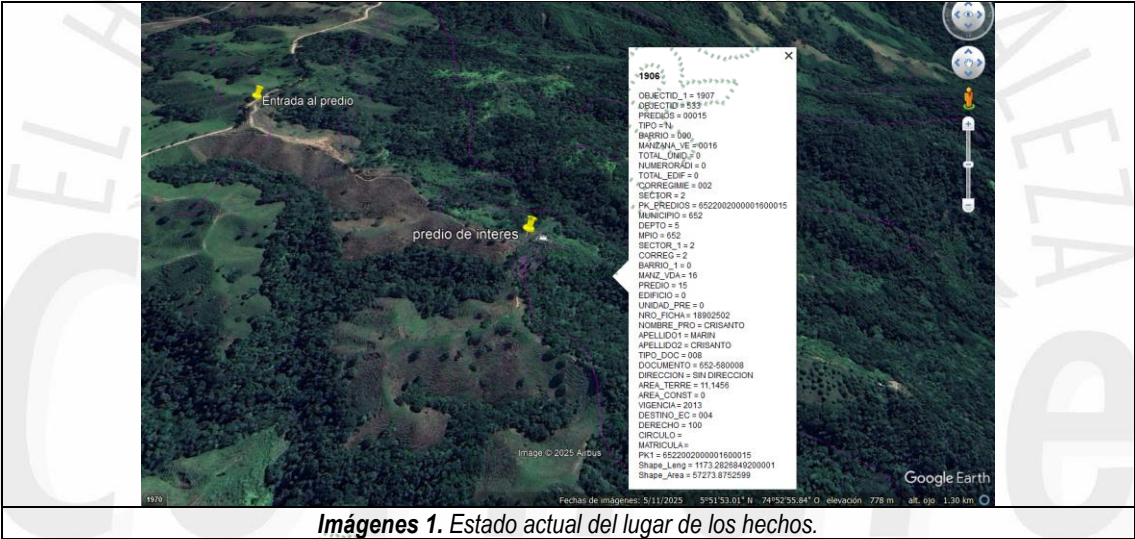 Entrada al predio
predio de interes
1906
OBJECTID_1 = 1907
OBJECTID = 533
PREDIOS = 00015
TIPO = N
BARRIO = 000
MANZANA_VE = 0016
TOTAL_UNID = 0
NUMERORADI = 0
TOTAL_EDIF = 0
CORREGIMIE = 002
SECTOR = 2
PK_PREDIOS = 6522002000001600015
MUNICIPIO = 652
DEPTO = 5
MPIO = 652
SECTOR_1 = 2
CORREG = 2
BARRIO_1 = 0
MANZ_VDA = 16
PREDIO = 15
EDIFICIO = 0
UNIDAD_PRE = 0
NRO_FICHA = 18902502
NOMBRE_PRO = CRISANTO
APELLIDO1 = MARIN
APELLIDO2 = CRISANTO
TIPO_DOC = 008
DOCUMENTO = 652-580008
DIRECCION = SIN DIRECCION
AREA_TERRE = 11,1456
AREA_CONST = 0
VIGENCIA = 2013
DESTINO_EC = 004
DERECHO = 100
CIRCULO =
MATRICULA =
PK1 = 6522002000001600015
Shape_Leng = 1173.2826849200001
Shape_Area = 57273.8752599
Image © 2025 Airbus
Google Earth
1970
Fechas de imágenes: 5/11/2025 5°51'53.01" N 74°52'55.84" O elevación 778 m alt. ojo 1.30 km
Imágenes 1. Estado actual del lugar de los hechos.